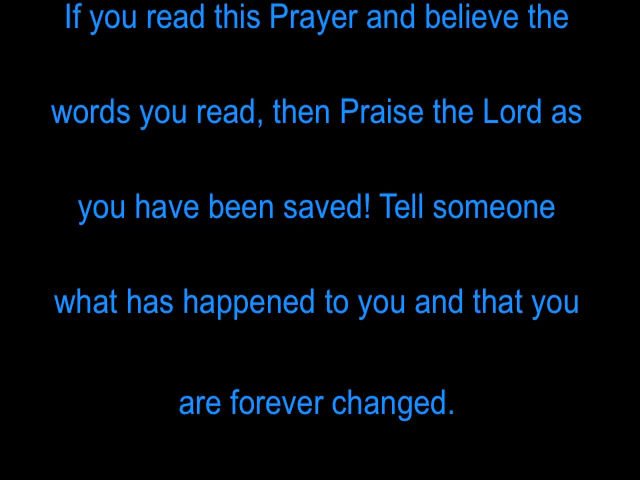 If you read this Prayer and believe the
words you read, then Praise the Lord as
you have been saved! Tell someone
what has happened to you and that you
are forever changed.